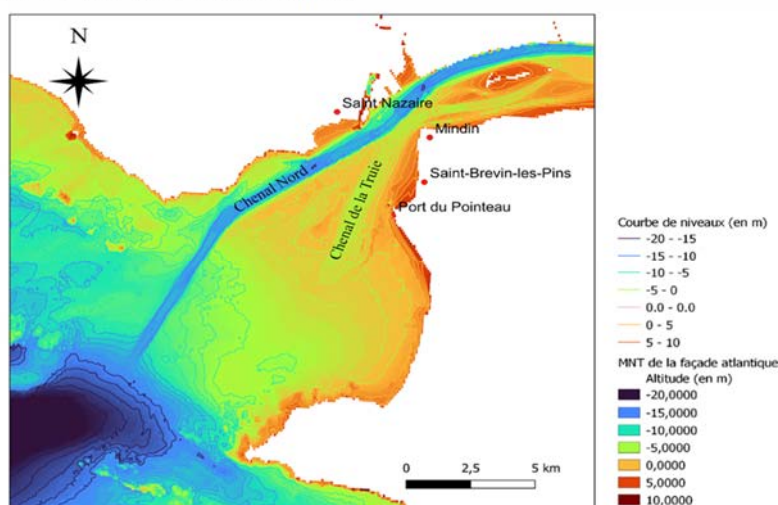 N
Saint Nazaire
Mindin
Saint-Brevin-les-Pins
Port du Pointeau
Chenal Nord
Chenal de la Truie
0 2,5 5 km
Courbe de niveaux (en m)
-20 - -15
-15 - -10
-10 - -5
-5 - 0
0.0 - 0.0
0 - 5
5 - 10
MNT de la façade atlantique
Altitude (en m)
-20,0000
-15,0000
-10,0000
-5,0000
0,0000
5,0000
10,0000